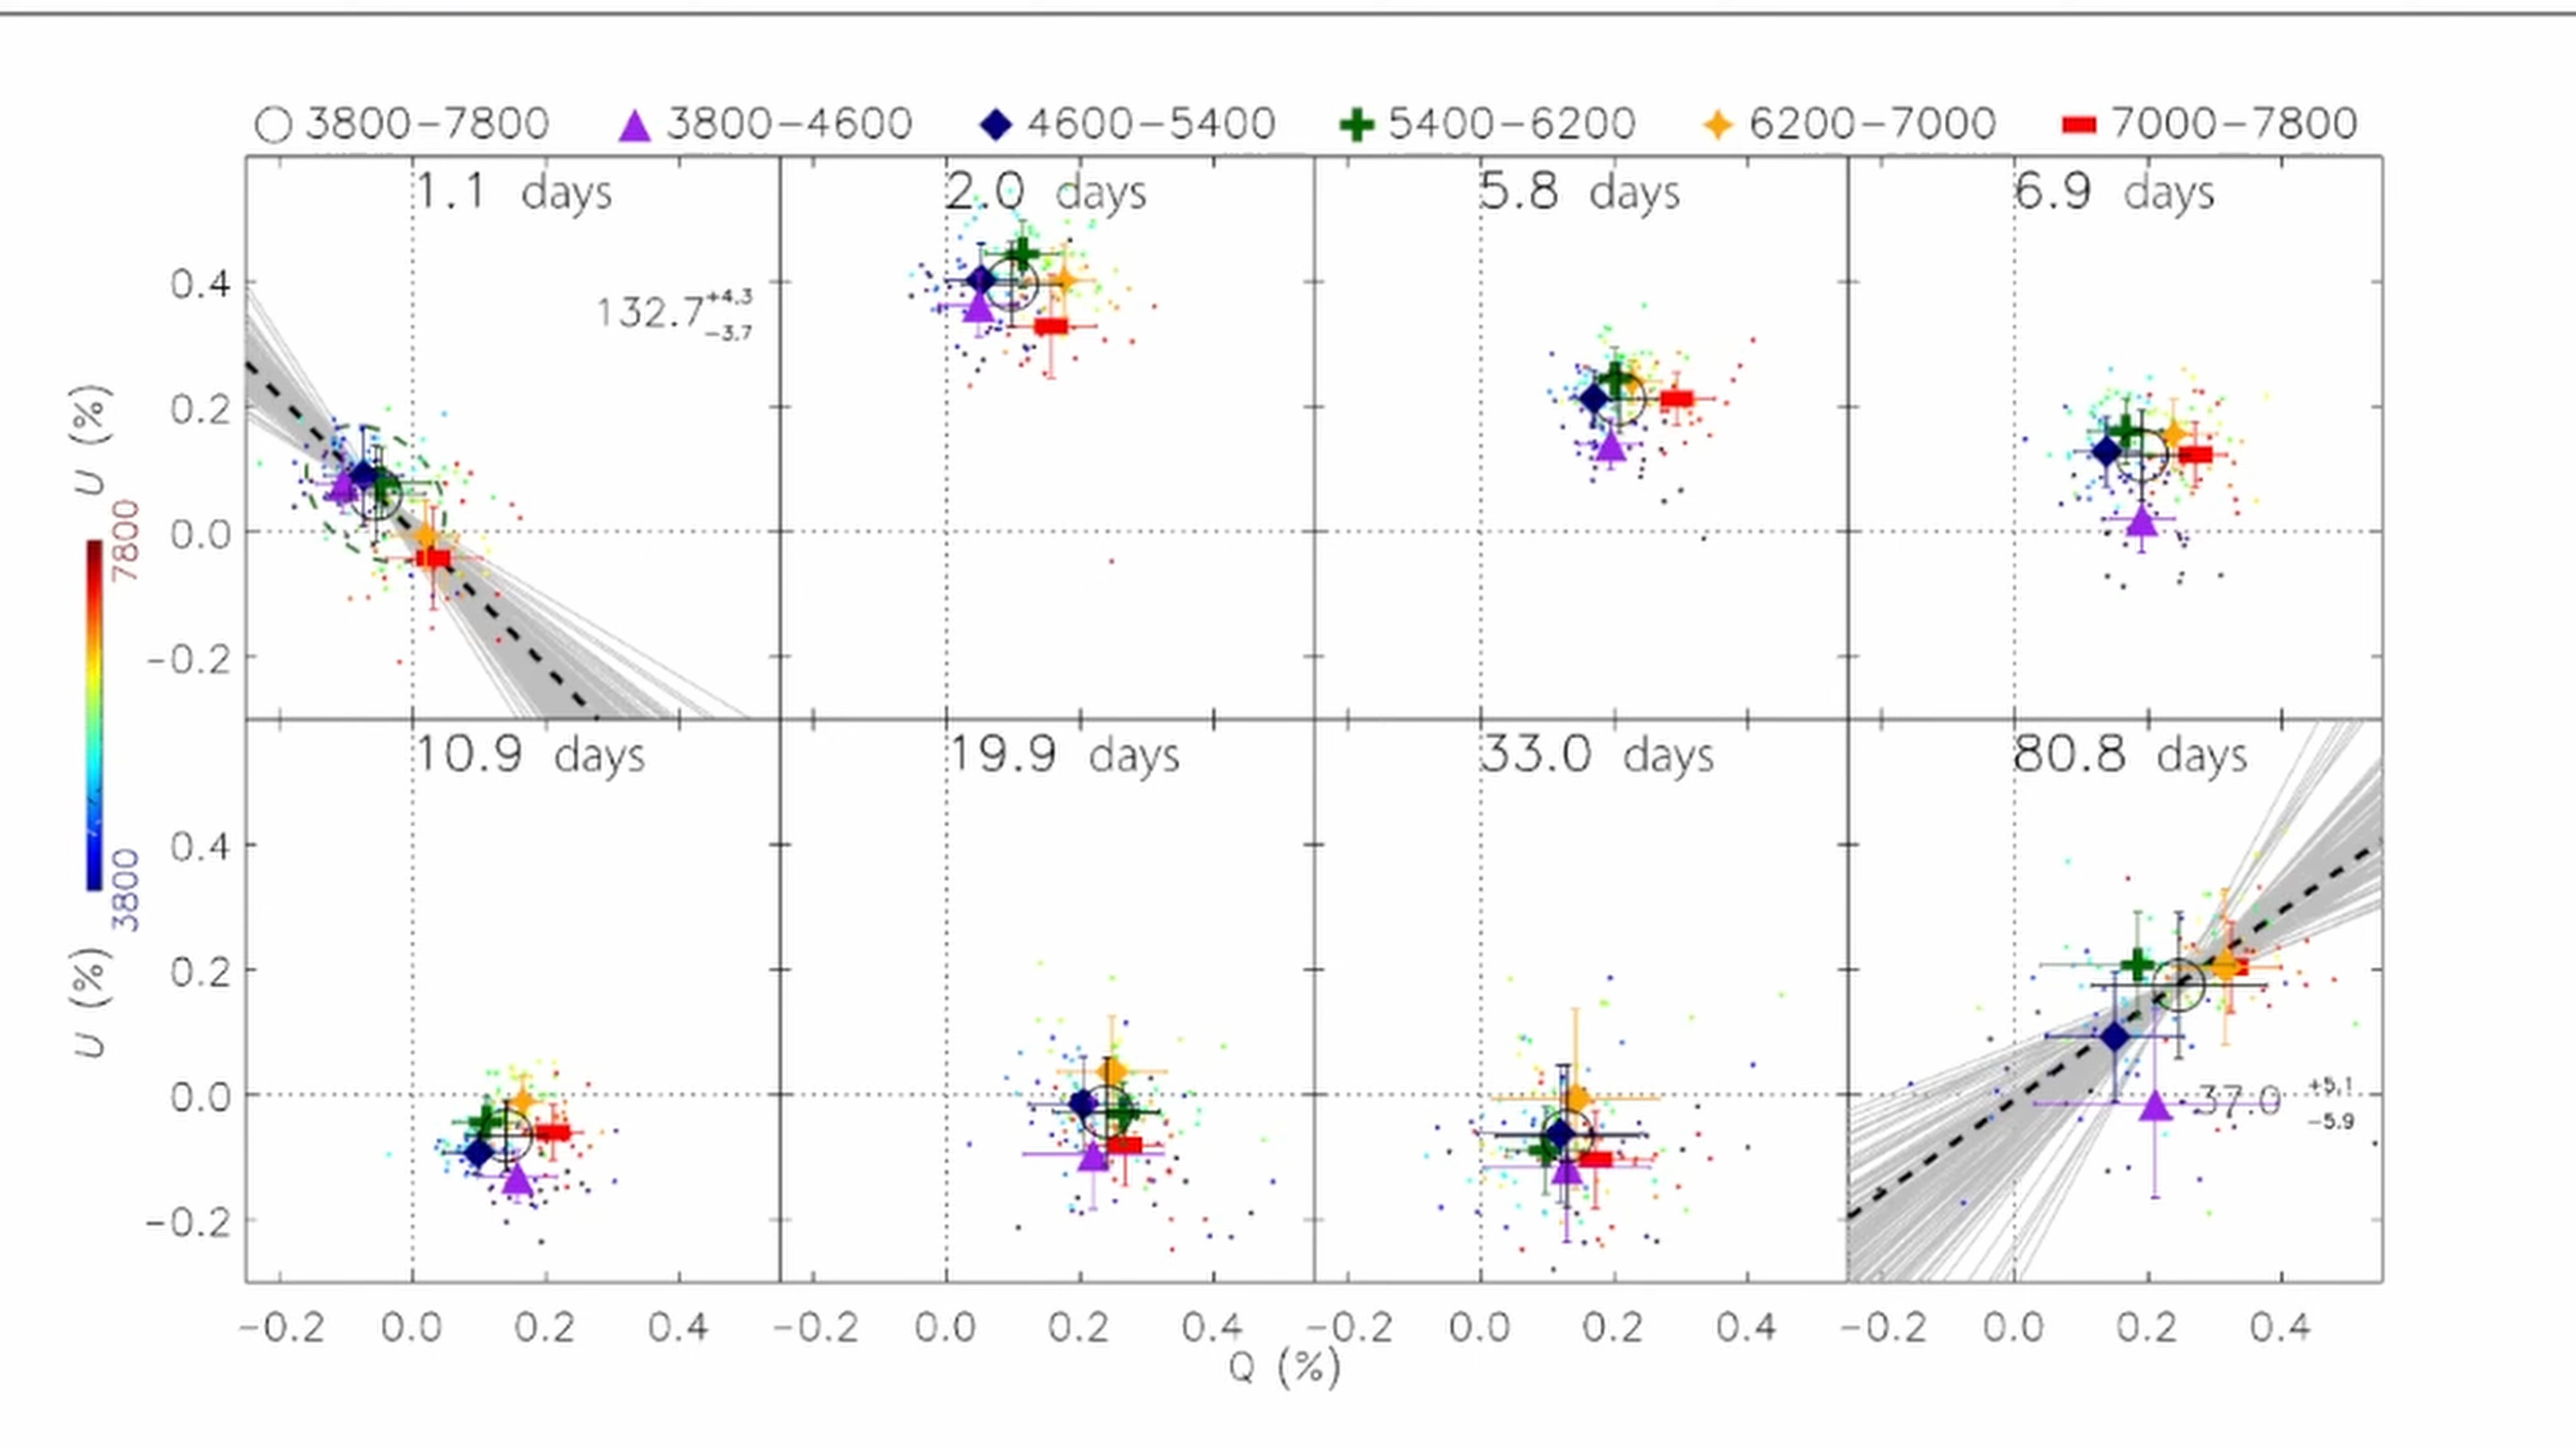 3800-7800 3800-4600 4600-5400 5400-6200 6200-7000 7000-7800
1.1 days 2.0 days 5.8 days 6.9 days
132.7 +4.3 -3.7
0.4
0.2
0.0
-0.2
U (%)
7800
3800
10.9 days 19.9 days 33.0 days 80.8 days
37.0 +5.1 -5.9
0.4
0.2
0.0
-0.2
U (%)
-0.2 0.0 0.2 0.4 -0.2 0.0 0.2 0.4 -0.2 0.0 0.2 0.4 -0.2 0.0 0.2 0.4
Q (%)